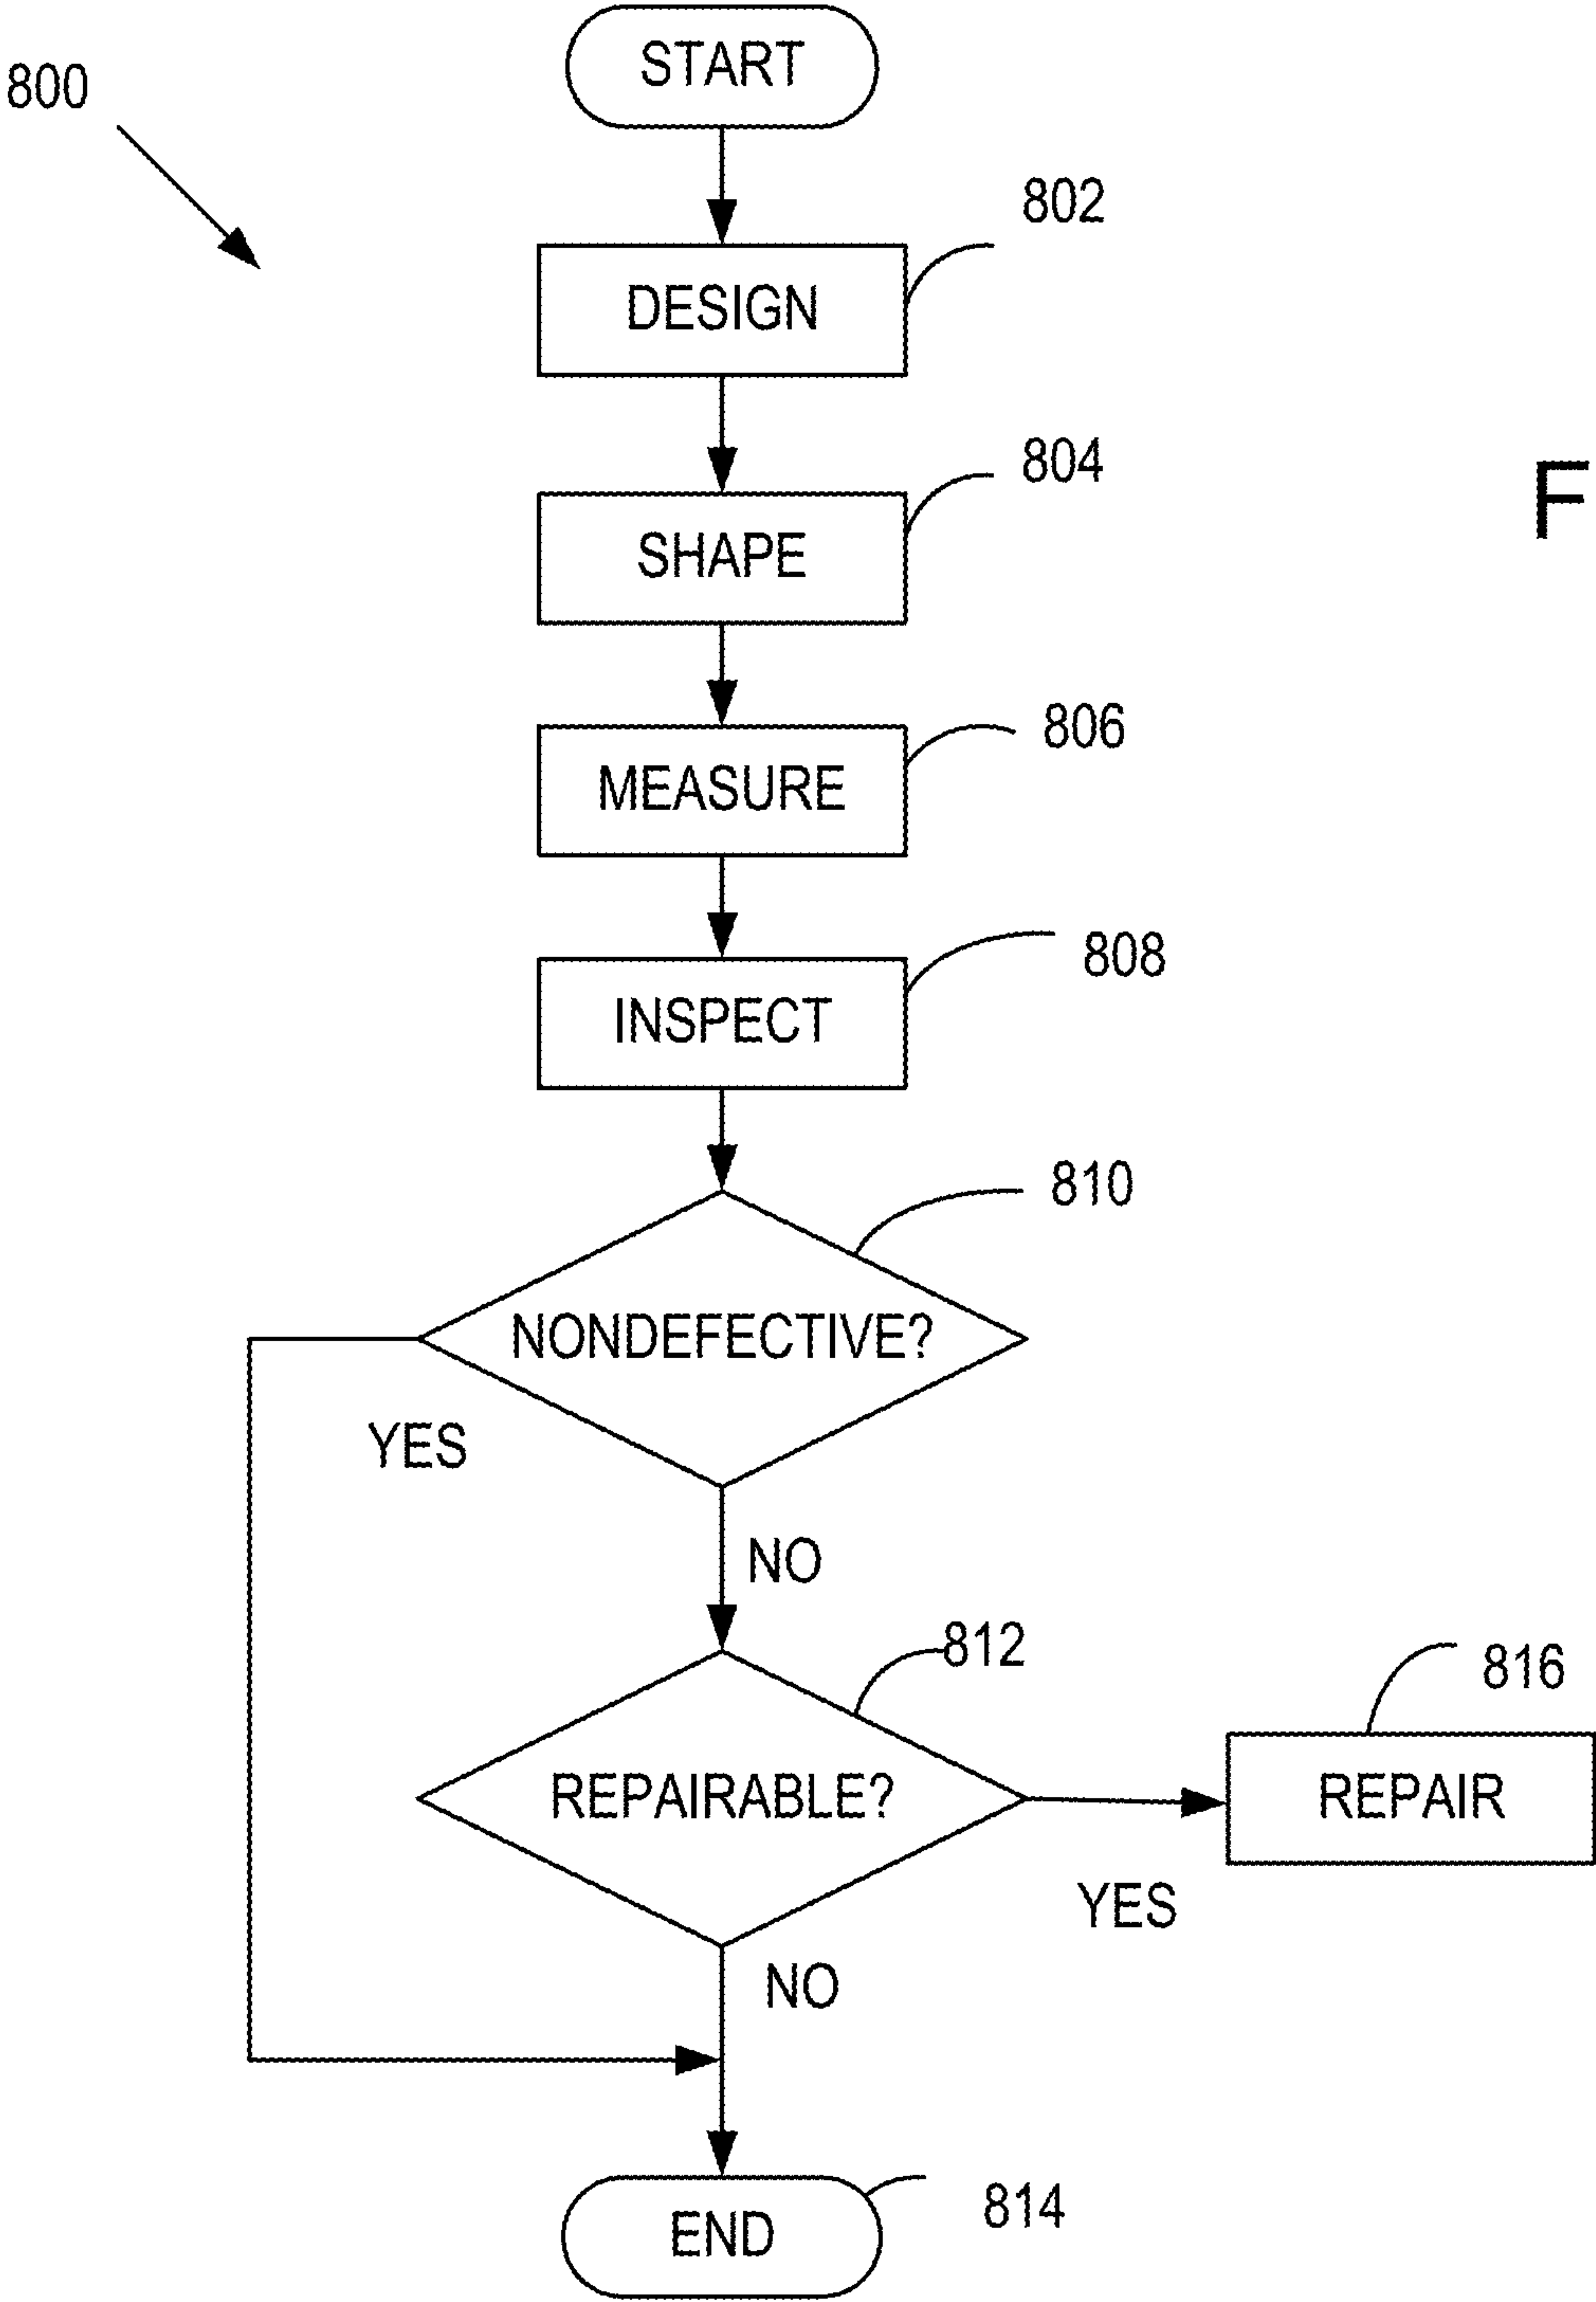 START
800
802
DESIGN
804
F
SHAPE
806
MEASURE
808
INSPECT
810
NONDEFECTIVE?
YES
NO
812
816
REPAIRABLE?
REPAIR
YES
NO
814
END